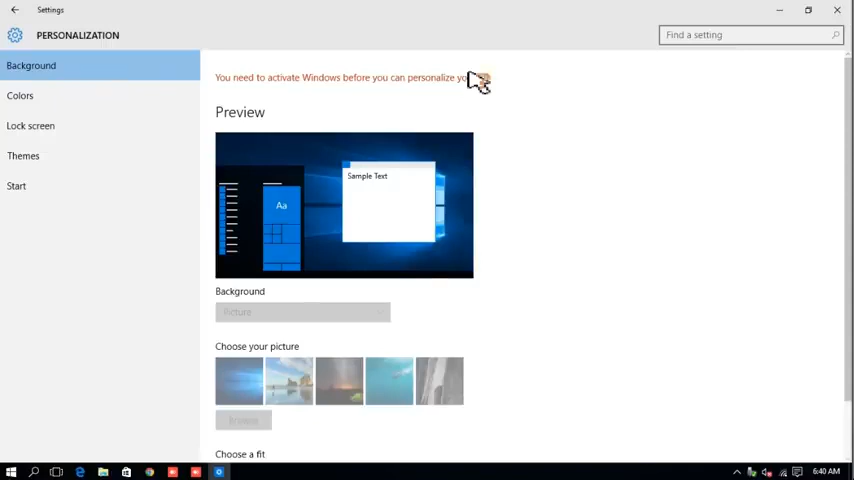 Settings
PERSONALIZATION
Find a setting
Background
Colors
Lock screen
Themes
Start
You need to activate Windows before you can personalize
Preview
Sample Text
Aa
Background
Picture
Choose your picture
Browse
Choose a fit
6:40 AM